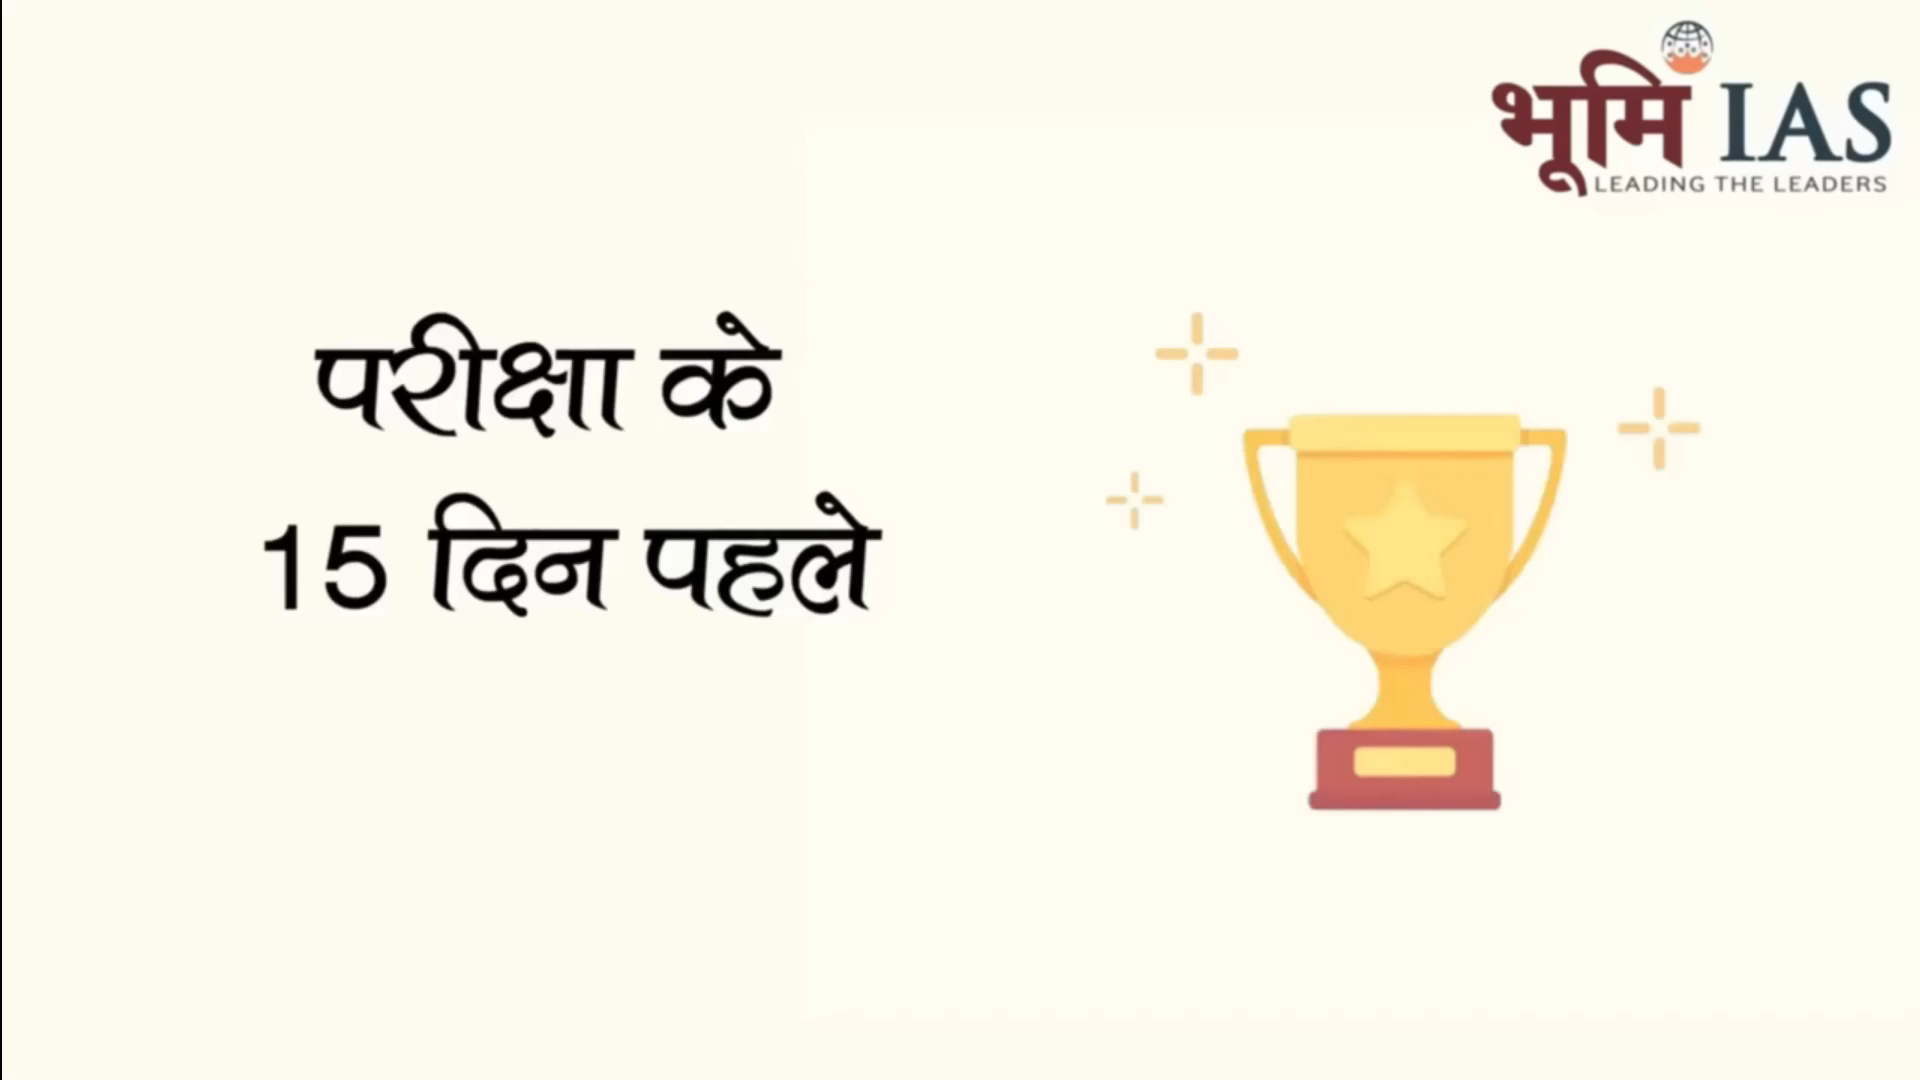 भूमि IAS
LEADING THE LEADERS
परीक्षा के
15 दिन पहले